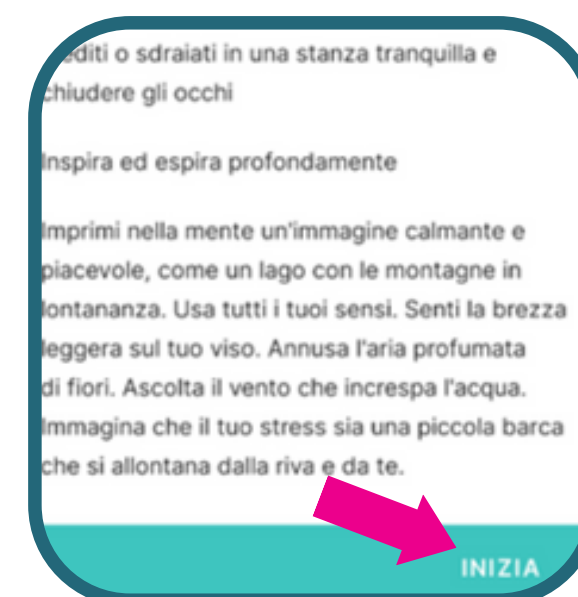 editi o sdraiati in una stanza tranquilla e
chiudere gli occhi
Inspira ed espira profondamente
Imprimi nella mente un'immagine calmante e
piacevole, come un lago con le montagne in
lontananza. Usa tutti i tuoi sensi. Senti la brezza
leggera sul tuo viso. Annusa l'aria profumata
di fiori. Ascolta il vento che increspa l'acqua.
Immagina che il tuo stress sia una piccola barca
che si allontana dalla riva e da te.
INIZIA